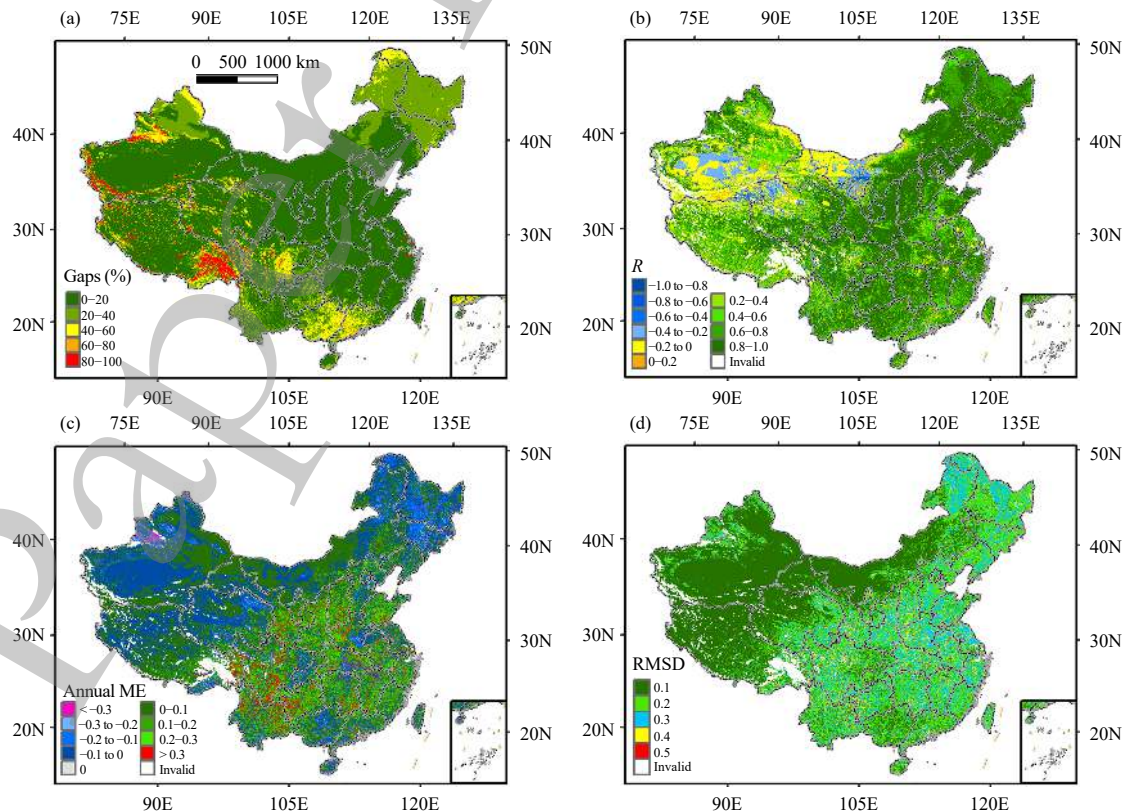 (a) 75E 90E 105E 120E 135E
(b) 75E 90E 105E 120E 135E
0 500 1000 km
50N 50N
40N 40N 40N 40N
30N 30N 30N 30N
20N 20N 20N 20N
Gaps (%)
0−20
20−40
40−60
60−80
80−100
R
−1.0 to −0.8
−0.8 to −0.6
−0.6 to −0.4
−0.4 to −0.2
−0.2 to 0
0−0.2
0.2−0.4
0.4−0.6
0.6−0.8
0.8−1.0
Invalid
90E 105E 120E 90E 105E 120E
(c) 75E 90E 105E 120E 135E
(d) 75E 90E 105E 120E 135E
50N 50N
40N 40N 40N 40N
30N 30N 30N 30N
20N 20N 20N 20N
Annual ME
< −0.3
−0.3 to −0.2
−0.2 to −0.1
−0.1 to 0
0
0−0.1
0.1−0.2
0.2−0.3
> 0.3
Invalid
RMSD
0.1
0.2
0.3
0.4
0.5
Invalid
90E 105E 120E 90E 105E 120E
Paper